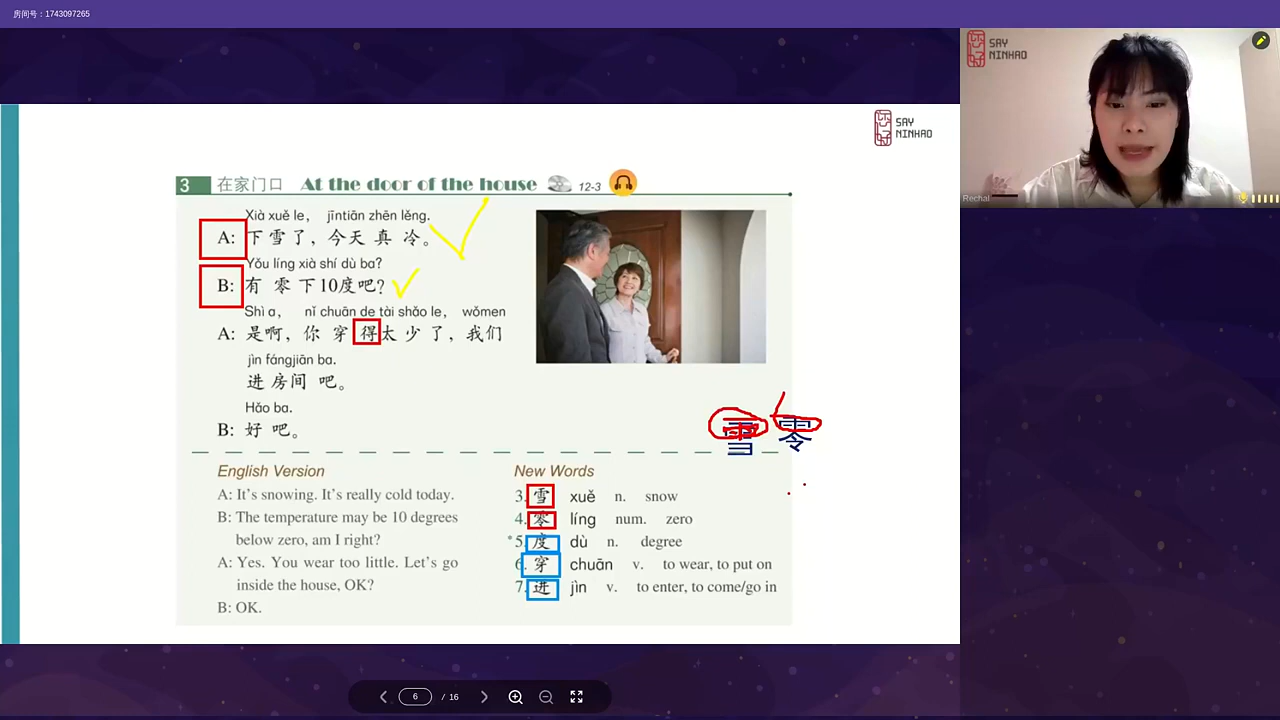 房间号：1743097265
SAY
NINHAO
SAY
NINHAO
Rechal
3 在家门口 At the door of the house 12-3
Xià xuě le, jīntiān zhēn lěng.
A: 下雪了，今天真冷。
Yǒu líng xià shí dù ba?
B: 有零下10度吧？
Shì a, nǐ chuān de tài shǎo le, wǒmen
A: 是啊，你穿得太少了，我们
jìn fángjiān ba.
进房间吧。
Hǎo ba.
B: 好吧。
雪 零
English Version
A: It's snowing. It's really cold today.
B: The temperature may be 10 degrees
below zero, am I right?
A: Yes. You wear too little. Let's go
inside the house, OK?
B: OK.
New Words
3. 雪 xuě n. snow
4. 零 líng num. zero
*5. 度 dù n. degree
6. 穿 chuān v. to wear, to put on
7. 进 jìn v. to enter, to come/go in
6 / 16